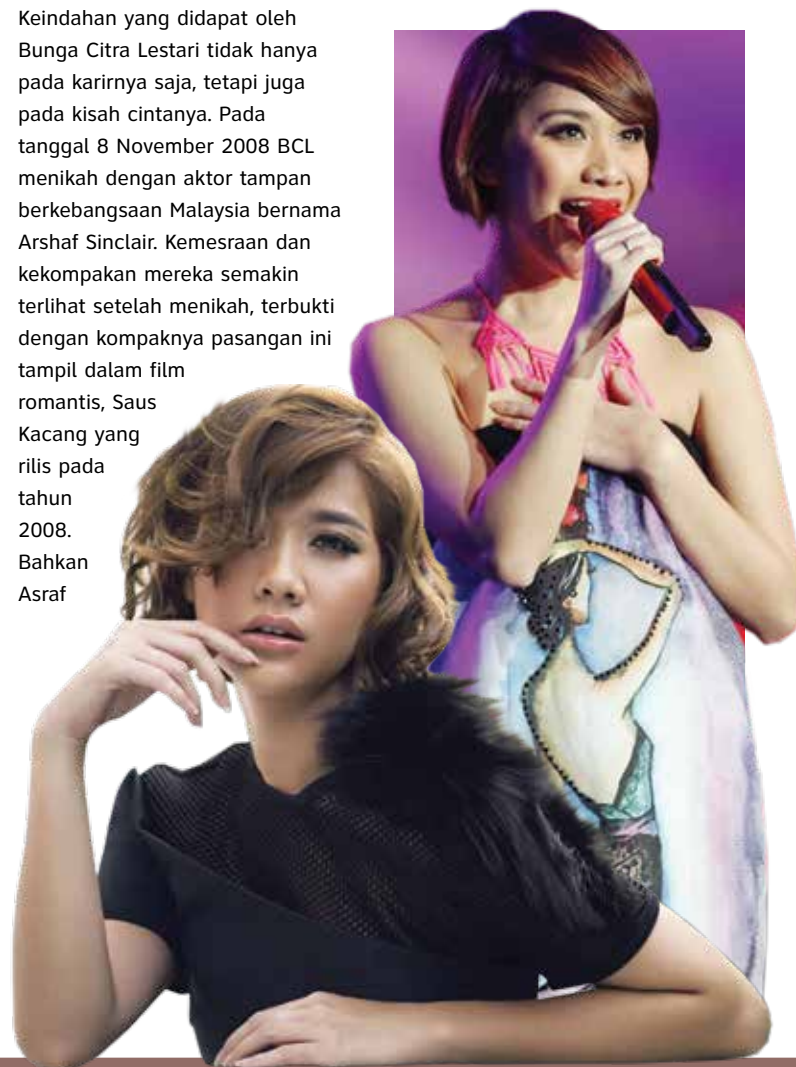 Keindahan yang didapat oleh
Bunga Citra Lestari tidak hanya
pada karirnya saja, tetapi juga
pada kisah cintanya. Pada
tanggal 8 November 2008 BCL
menikah dengan aktor tampan
berkebangsaan Malaysia bernama
Arshaf Sinclair. Kemesraan dan
kekompakan mereka semakin
terlihat setelah menikah, terbukti
dengan kompaknya pasangan ini
tampil dalam film
romantis, Saus
Kacang yang
rilis pada
tahun
2008.
Bahkan
Asraf